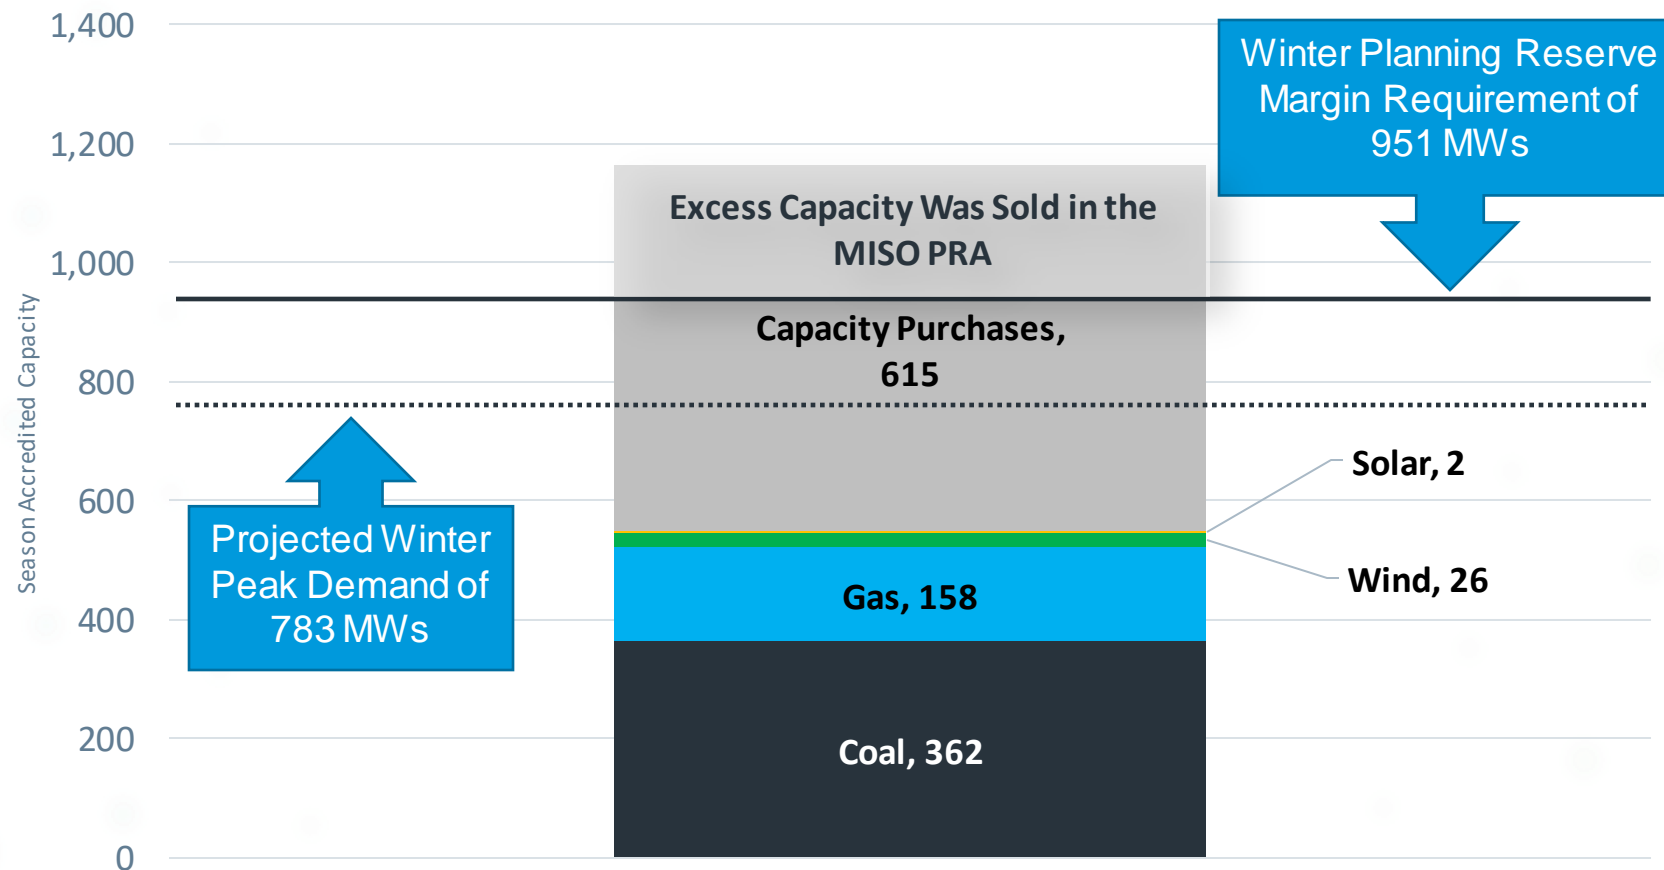 1,400
1,200
1,000
800
600
400
200
0
Season Accredited Capacity
Winter Planning Reserve
Margin Requirement of
951 MWs
Excess Capacity Was Sold in the
MISO PRA
Capacity Purchases,
615
Projected Winter
Peak Demand of
783 MWs
Solar, 2
Wind, 26
Gas, 158
Coal, 362